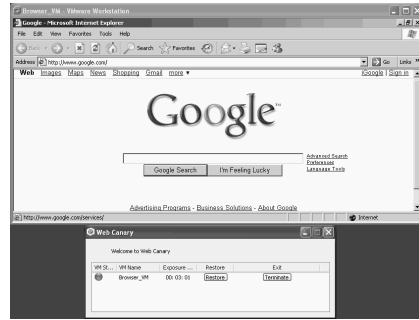 Browser_VM - VMware Workstation
Google - Microsoft Internet Explorer
File Edit View Favorites Tools Help
Back Search Favorites
Address http://www.google.com/ Go Links »
Web Images Maps News Shopping Gmail more ▼ iGoogle | Sign in
Google™
Advanced Search
Preferences
Language Tools
Google Search I'm Feeling Lucky
Advertising Programs - Business Solutions - About Google
http://www.google.com/services/ Internet
Web Canary
Welcome to Web Canary
VM St... VM Name Exposure ... Restore Exit
Browser_VM 00: 03: 01 Restore Terminate